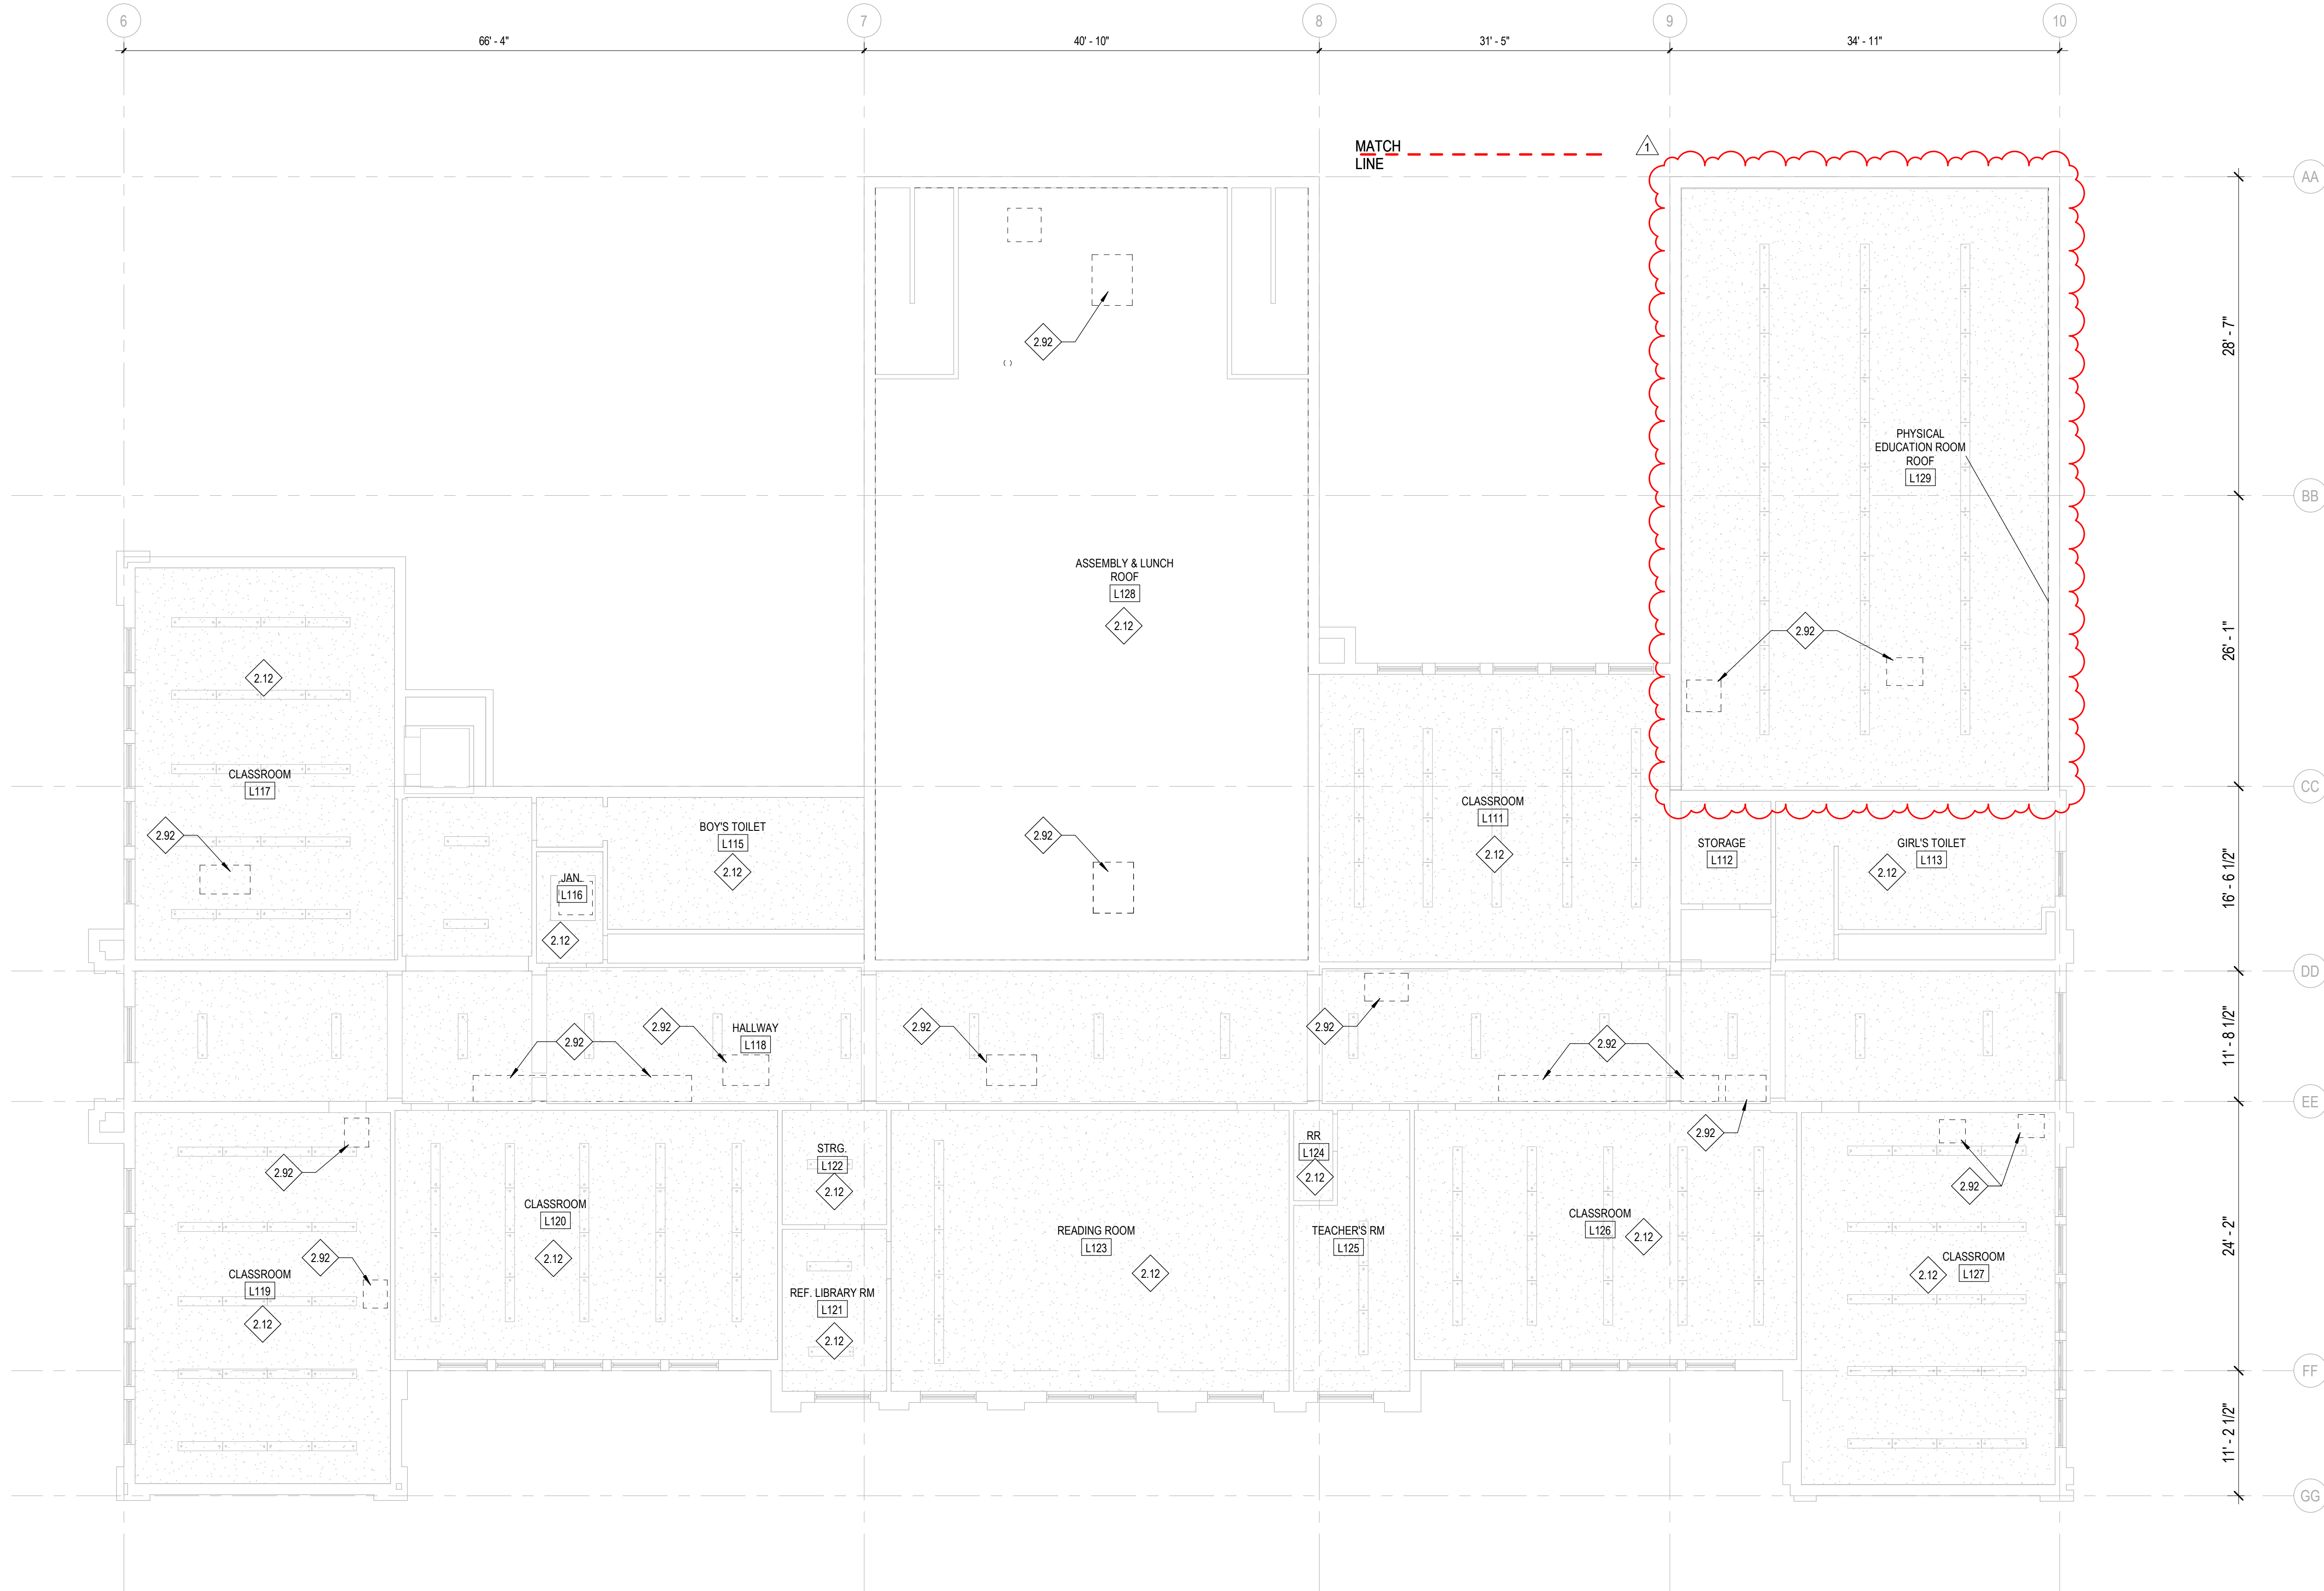 6
7
8
9
10
66' - 4"
40' - 10"
31' - 5"
34' - 11"
MATCH
LINE
1
AA
28' - 7"
2.92
( )
PHYSICAL
EDUCATION ROOM
ROOF
L129
BB
ASSEMBLY & LUNCH
ROOF
L128
2.12
2.92
26' - 1"
2.12
CLASSROOM
L117
2.92
CC
BOY'S TOILET
L115
2.12
JAN.
L116
2.12
2.92
CLASSROOM
L111
2.12
STORAGE
L112
GIRL'S TOILET
L113
2.12
16' - 6 1/2"
DD
2.92
2.92
HALLWAY
L118
2.92
2.92
2.92
11' - 8 1/2"
EE
2.92
2.92
CLASSROOM
L119
2.12
CLASSROOM
L120
2.12
STRG.
L122
2.12
REF. LIBRARY RM
L121
2.12
READING ROOM
L123
2.12
RR
L124
2.12
TEACHER'S RM
L125
2.92
CLASSROOM
L126
2.12
2.92
CLASSROOM
L127
2.12
24' - 2"
FF
11' - 2 1/2"
GG